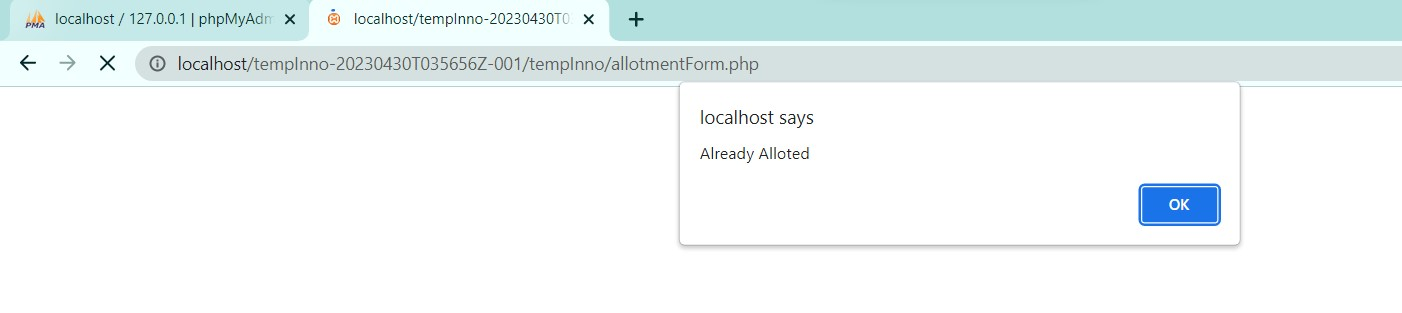 PMA localhost / 127.0.0.1 | phpMyAdm
localhost/tempInno-20230430T0
localhost/tempInno-20230430T035656Z-001/tempInno/allotmentForm.php
localhost says
Already Alloted
OK